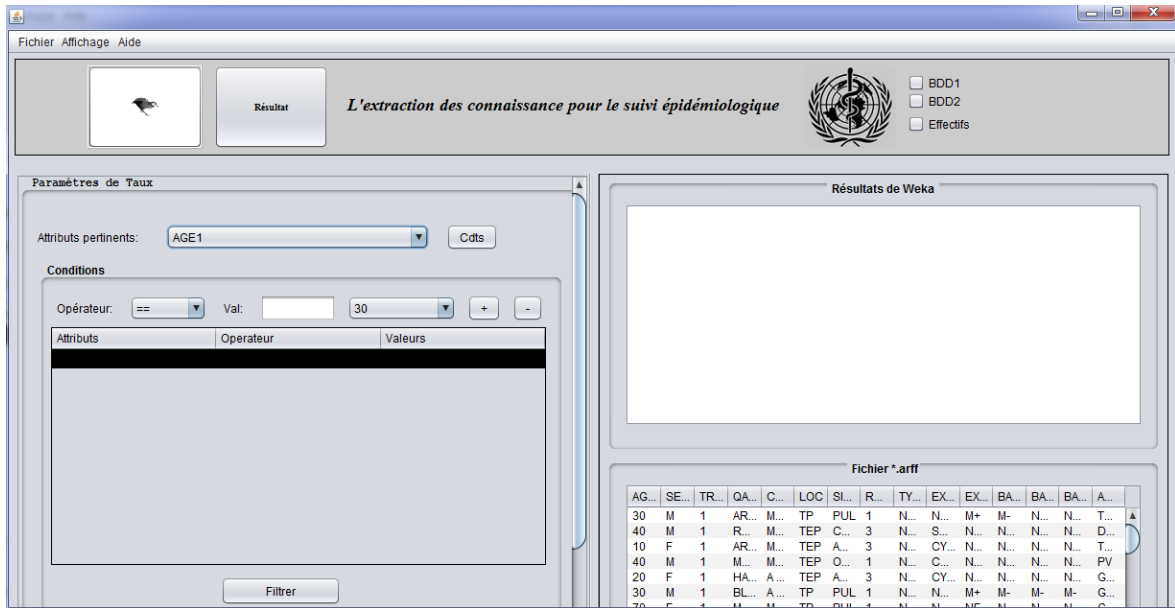 Fichier Affichage Aide
Résultat
L'extraction des connaissance pour le suivi épidémiologique
BDD1
BDD2
Effectifs
Paramétres de Taux
Attributs pertinents: AGE1 Cdts
Conditions
Opérateur: == Val: 30 + -
Attributs Operateur Valeurs
Filtrer
Résultats de Weka
Fichier *.arff
AG... SE... TR... QA... C... LOC SI... R... TY... EX... EX... BA... BA... BA... A...
30 M 1 AR... M... TP PUL 1 N... N... M+ M- N... N... T...
40 M 1 R... M... TEP C... 3 N... S... N... N... N... N... D...
10 F 1 AR... M... TEP A... 3 N... CY... N... N... N... N... T...
40 M 1 M... M... TEP O... 1 N... C... N... N... N... N... PV
20 F 1 HA... A ... TEP A... 3 N... CY... N... N... N... N... G...
30 M 1 BL... A ... TP PUL 1 N... N... M+ M- M- M- G...